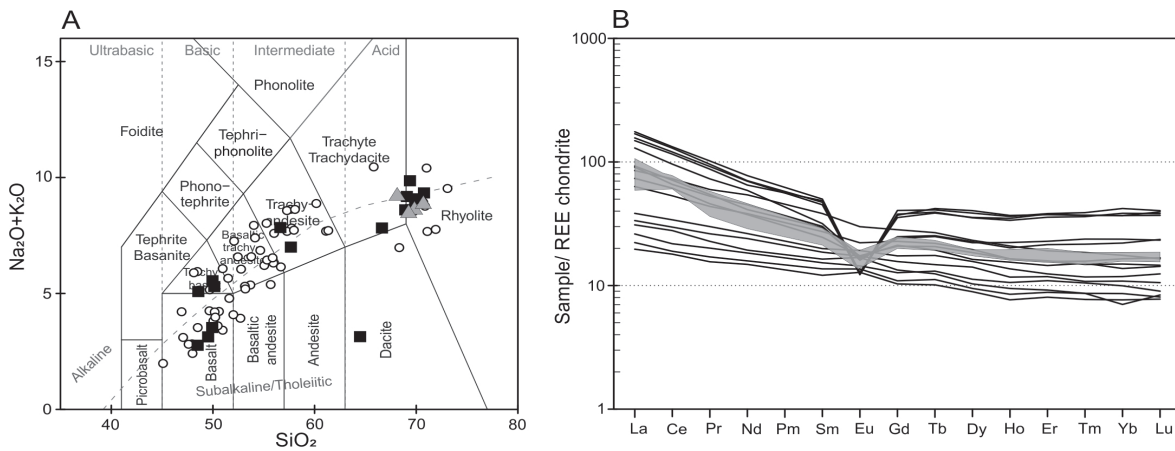 A
Ultrabasic Basic Intermediate Acid
Phonolite
Foidite
Tephri-
phonolite
Trachyte
Trachydacite
Phono-
tephrite
Trachy-
andesite
Rhyolite
Tephrite
Basanite
Basaltic
trachy-
andesite
Trachy-
basalt
Alkaline
Picrobasalt
Basalt
Basaltic
andesite
Andesite
Dacite
Subalkaline/Tholeiitic
15
10
5
0
Na₂O+K₂O
40 50 60 70 80
SiO₂
B
1000
100
10
1
Sample/ REE chondrite
La Ce Pr Nd Pm Sm Eu Gd Tb Dy Ho Er Tm Yb Lu